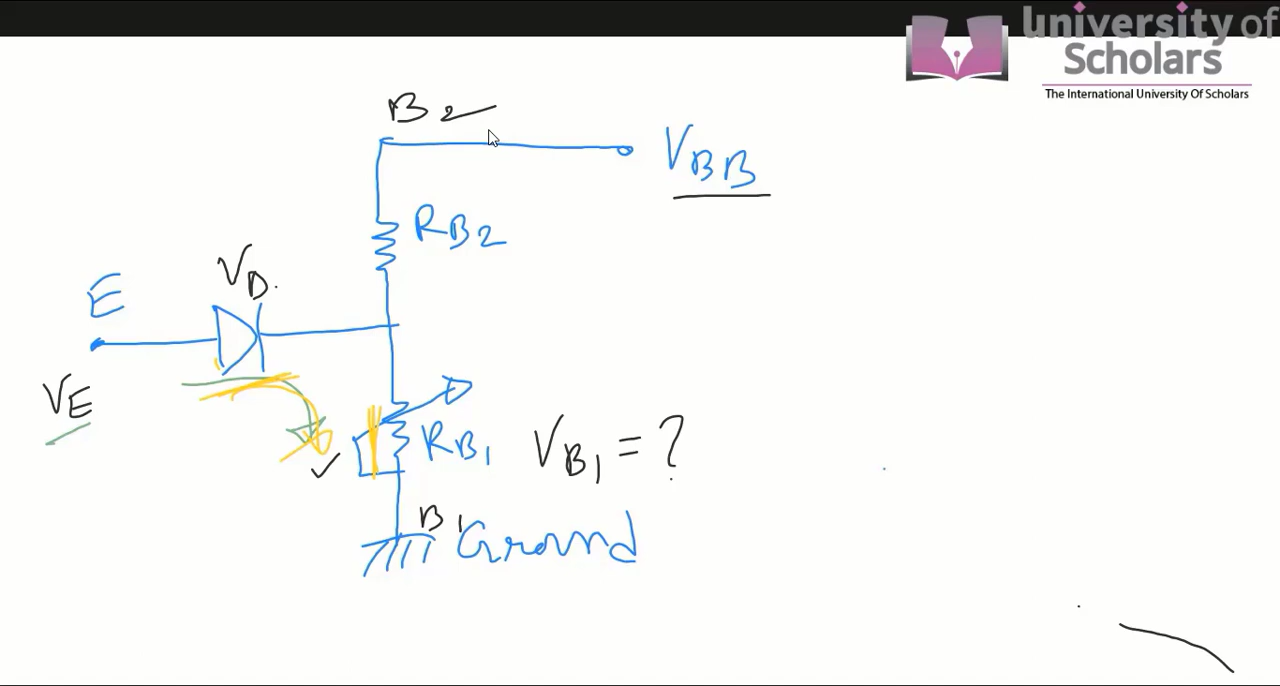 university of
Scholars
The International University Of Scholars
B2
VBB
RB2
VD.
E
VE
RB1
VB1 = ?
B1
Ground